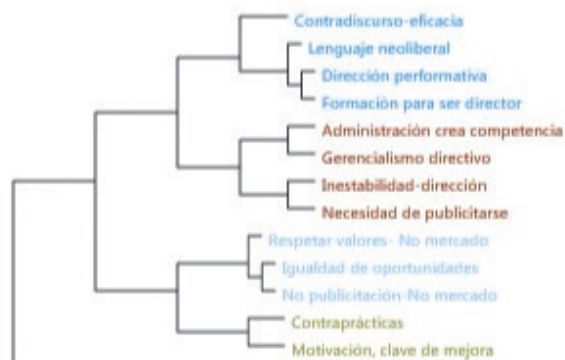 Contradiscurso-eficacia
Lenguaje neoliberal
Dirección performativa
Formación para ser director
Administración crea competencia
Gerencialismo directivo
Inestabilidad-dirección
Necesidad de publicitarse
Respetar valores- No mercado
Igualdad de oportunidades
No publicitación-No mercado
Contraprácticas
Motivación, clave de mejora